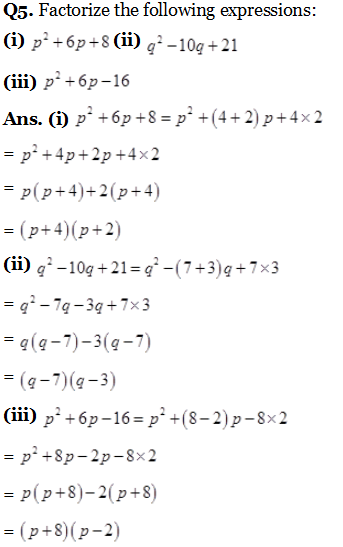 Q5. Factorize the following expressions:
(i) p² +6p+8 (ii) q² −10q+21
(iii) p² +6p−16
Ans. (i) p² +6p+8 = p² +(4+2)p+4×2
= p² +4p+2p+4×2
= p(p+4)+2(p+4)
= (p+4)(p+2)
(ii) q² −10q+21= q² −(7+3)q+7×3
= q² −7q−3q+7×3
= q(q−7)−3(q−7)
= (q−7)(q−3)
(iii) p² +6p−16= p² +(8−2)p−8×2
= p² +8p−2p−8×2
= p(p+8)−2(p+8)
= (p+8)(p−2)